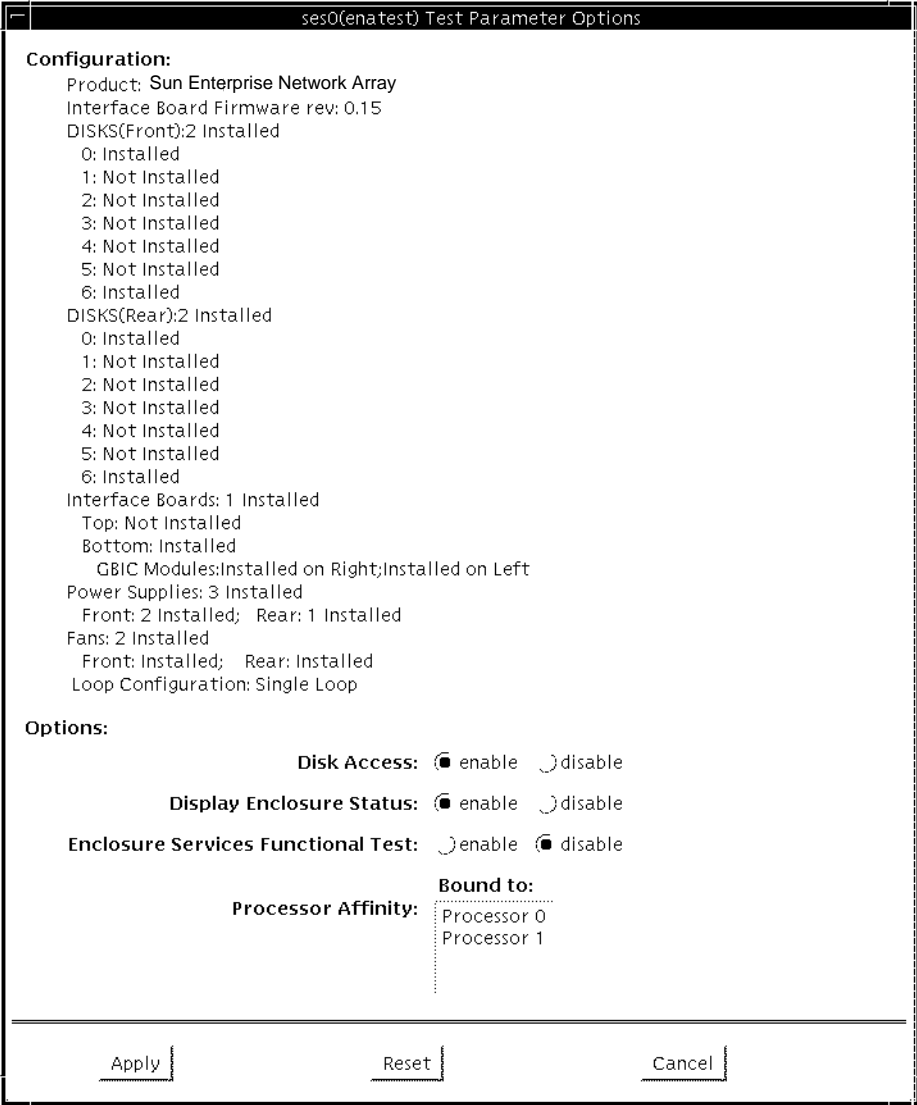 ses0(enatest) Test Parameter Options
Configuration:
Product: Sun Enterprise Network Array
Interface Board Firmware rev: 0.15
DISKS(Front):2 Installed
0: Installed
1: Not Installed
2: Not Installed
3: Not Installed
4: Not Installed
5: Not Installed
6: Installed
DISKS(Rear):2 Installed
0: Installed
1: Not Installed
2: Not Installed
3: Not Installed
4: Not Installed
5: Not Installed
6: Installed
Interface Boards: 1 Installed
Top: Not Installed
Bottom: Installed
GBIC Modules:Installed on Right;Installed on Left
Power Supplies: 3 Installed
Front: 2 Installed; Rear: 1 Installed
Fans: 2 Installed
Front: Installed; Rear: Installed
Loop Configuration: Single Loop
Options:
Disk Access: enable disable
Display Enclosure Status: enable disable
Enclosure Services Functional Test: enable disable
Bound to:
Processor Affinity:
Processor 0
Processor 1
Apply Reset Cancel